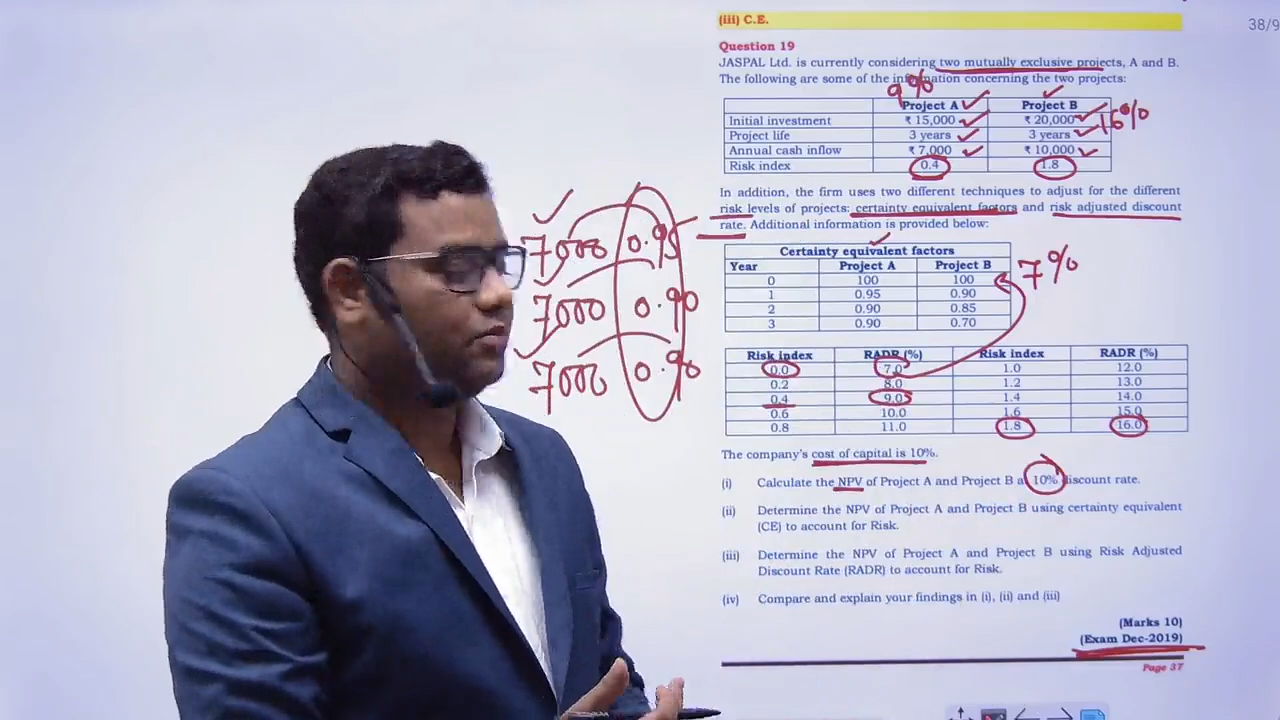 (iii) C.E.
38/9
Question 19
JASPAL Ltd. is currently considering two mutually exclusive projects, A and B.
The following are some of the information concerning the two projects:
9%
Project A Project B
16%
Initial investment ₹ 15,000 ₹ 20,000
Project life 3 years 3 years
Annual cash inflow ₹ 7,000 ₹ 10,000
Risk index 0.4 1.8
In addition, the firm uses two different techniques to adjust for the different
risk levels of projects: certainty equivalent factors and risk adjusted discount
rate. Additional information is provided below:
Certainty equivalent factors
Year Project A Project B
0 100 100
1 0.95 0.90
2 0.90 0.85
3 0.90 0.70
7%
7000 0.95
7000 0.90
7000 0.90
Risk index RADR (%) Risk index RADR (%)
0.0 7.0 1.0 12.0
0.2 8.0 1.2 13.0
0.4 9.0 1.4 14.0
0.6 10.0 1.6 15.0
0.8 11.0 1.8 16.0
The company's cost of capital is 10%.
(i) Calculate the NPV of Project A and Project B a 10% discount rate.
(ii) Determine the NPV of Project A and Project B using certainty equivalent
(CE) to account for Risk.
(iii) Determine the NPV of Project A and Project B using Risk Adjusted
Discount Rate (RADR) to account for Risk.
(iv) Compare and explain your findings in (i), (ii) and (iii)
(Marks 10)
(Exam Dec-2019)
Page 37